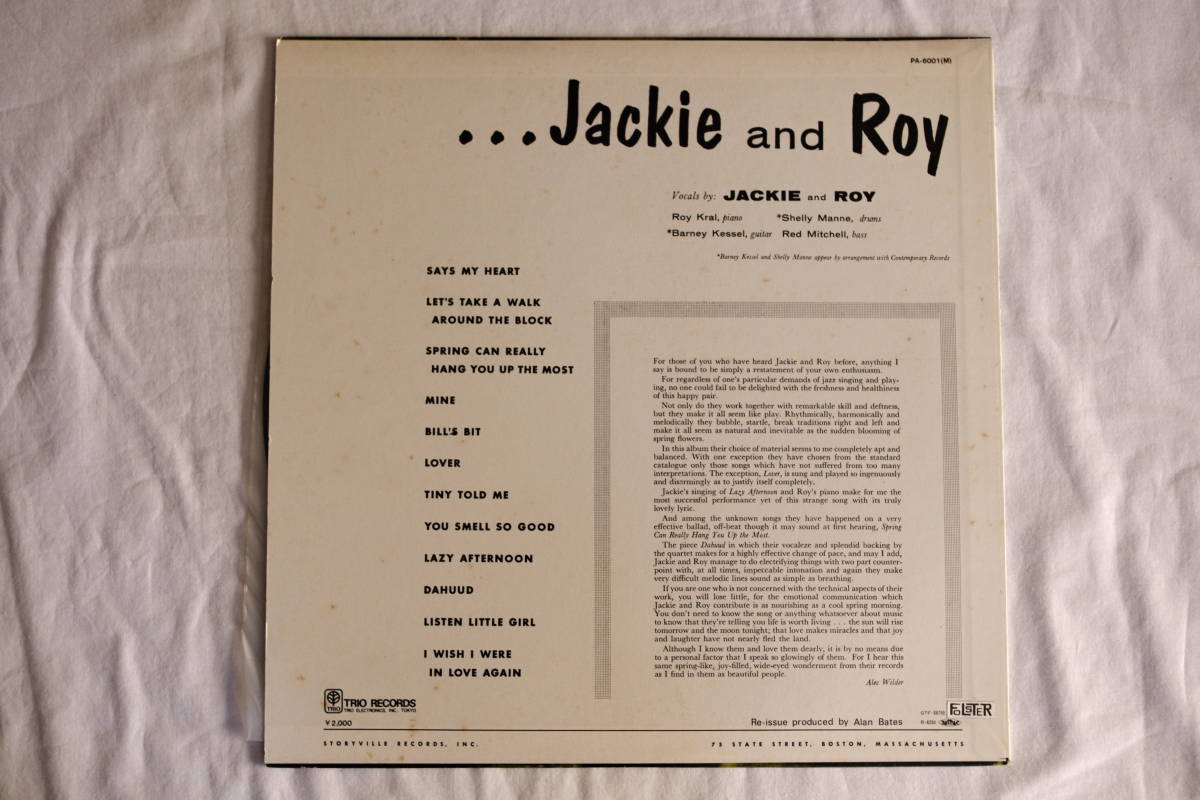 PA-6001(M)
...Jackie and Roy
Vocals by: JACKIE and ROY
Roy Kral, piano *Shelly Manne, drums
*Barney Kessel, guitar Red Mitchell, bass
*Barney Kessel and Shelly Manne appear by arrangement with Contemporary Records
SAYS MY HEART
LET'S TAKE A WALK
AROUND THE BLOCK
SPRING CAN REALLY
HANG YOU UP THE MOST
MINE
BILL'S BIT
LOVER
TINY TOLD ME
YOU SMELL SO GOOD
LAZY AFTERNOON
DAHUUD
LISTEN LITTLE GIRL
I WISH I WERE
IN LOVE AGAIN
For those of you who have heard Jackie and Roy before, anything I
say is bound to be simply a restatement of your own enthusiasm.
For regardless of one's particular demands of jazz singing and play-
ing, no one could fail to be delighted with the freshness and healthiness
of this happy pair.
Not only do they work together with remarkable skill and deftness,
but they make it all seem like play. Rhythmically, harmonically and
melodically they bubble, startle, break traditions right and left and
make it all seem as natural and inevitable as the sudden blooming of
spring flowers.
In this album their choice of material seems to me completely apt and
balanced. With one exception they have chosen from the standard
catalogue only those songs which have not suffered from too many
interpretations. The exception, Lover, is sung and played so ingenuously
and disarmingly as to justify itself completely.
Jackie's singing of Lazy Afternoon and Roy's piano make for me the
most successful performance yet of this strange song with its truly
lovely lyric.
And among the unknown songs they have happened on a very
effective ballad, off-beat though it may sound at first hearing, Spring
Can Really Hang You Up the Most.
The piece Dahuud in which their vocaleze and splendid backing by
the quartet makes for a highly effective change of pace, and may I add,
Jackie and Roy manage to do electrifying things with two part counter-
point with, at all times, impeccable intonation and again they make
very difficult melodic lines sound as simple as breathing.
If you are one who is not concerned with the technical aspects of their
work, you will lose little, for the emotional communication which
Jackie and Roy contribute is as nourishing as a cool spring morning.
You don't need to know the song or anything whatsoever about music
to know that they're telling you life is worth living . . . the sun will rise
tomorrow and the moon tonight; that love makes miracles and that joy
and laughter have not nearly fled the land.
Although I know them and love them dearly, it is by no means due
to a personal factor that I speak so glowingly of them. For I hear this
same spring-like, joy-filled, wide-eyed wonderment from their records
as I find in them as beautiful people.
Alec Wilder
TRIO TRIO RECORDS
TRIO ELECTRONICS, INC. TOKYO
¥2,000
Re-issue produced by Alan Bates
STORYVILLE RECORDS, INC. 75 STATE STREET, BOSTON, MASSACHUSETTS